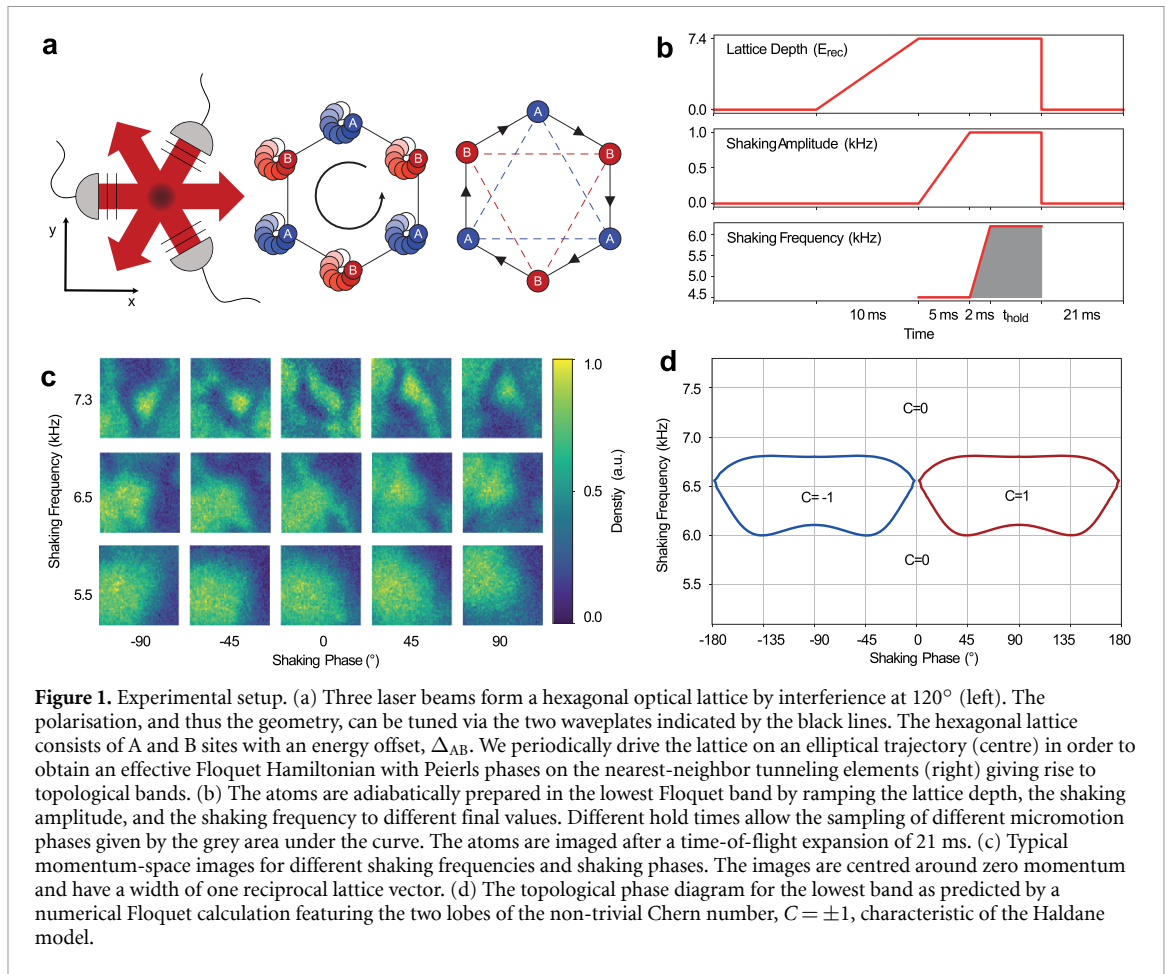 a
y
x
A
B
B
A
A
B
A
B
B
A
A
B
b
Lattice Depth (Erec)
7.4
0.0
Shaking Amplitude (kHz)
1.0
0.5
0.0
Shaking Frequency (kHz)
6.0
5.5
5.0
4.5
10 ms 5 ms 2 ms thold 21 ms
Time
c
Shaking Frequency (kHz)
7.3
6.5
5.5
-90 -45 0 45 90
Shaking Phase (°)
1.0
0.5
0.0
Denstiy (a.u.)
d
Shaking Frequency (kHz)
7.5
7.0
6.5
6.0
5.5
C=0
C= -1
C=1
C=0
-180 -135 -90 -45 0 45 90 135 180
Shaking Phase (°)
Figure 1. Experimental setup. (a) Three laser beams form a hexagonal optical lattice by interference at 120° (left). The
polarisation, and thus the geometry, can be tuned via the two waveplates indicated by the black lines. The hexagonal lattice
consists of A and B sites with an energy offset, ΔAB. We periodically drive the lattice on an elliptical trajectory (centre) in order to
obtain an effective Floquet Hamiltonian with Peierls phases on the nearest-neighbor tunneling elements (right) giving rise to
topological bands. (b) The atoms are adiabatically prepared in the lowest Floquet band by ramping the lattice depth, the shaking
amplitude, and the shaking frequency to different final values. Different hold times allow the sampling of different micromotion
phases given by the grey area under the curve. The atoms are imaged after a time-of-flight expansion of 21 ms. (c) Typical
momentum-space images for different shaking frequencies and shaking phases. The images are centred around zero momentum
and have a width of one reciprocal lattice vector. (d) The topological phase diagram for the lowest band as predicted by a
numerical Floquet calculation featuring the two lobes of the non-trivial Chern number, C = ±1, characteristic of the Haldane
model.